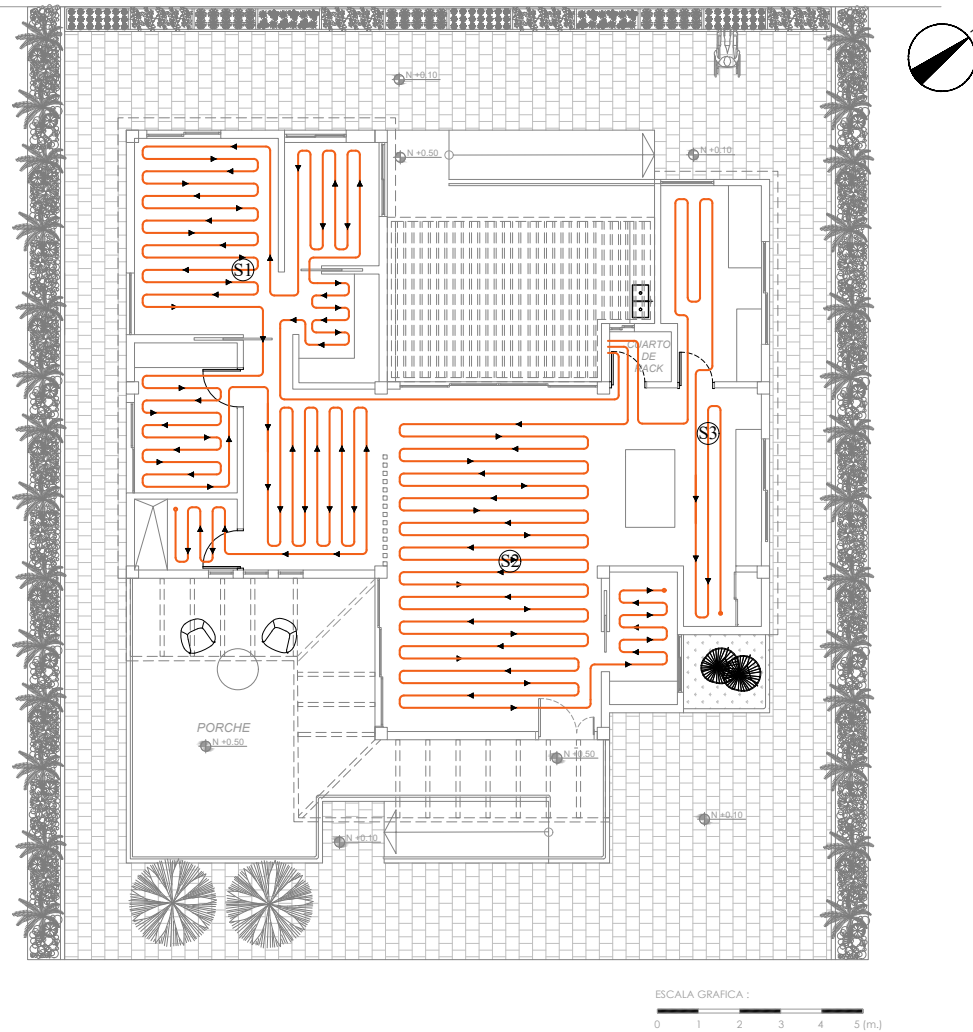 N +0.10
N +0.50
N +0.10
S1
CUARTO
DE
RACK
S3
S2
PORCHE
N +0.50
N +0.50
N +0.10
N +0.10
ESCALA GRAFICA :
0 1 2 3 4 5 (m.)